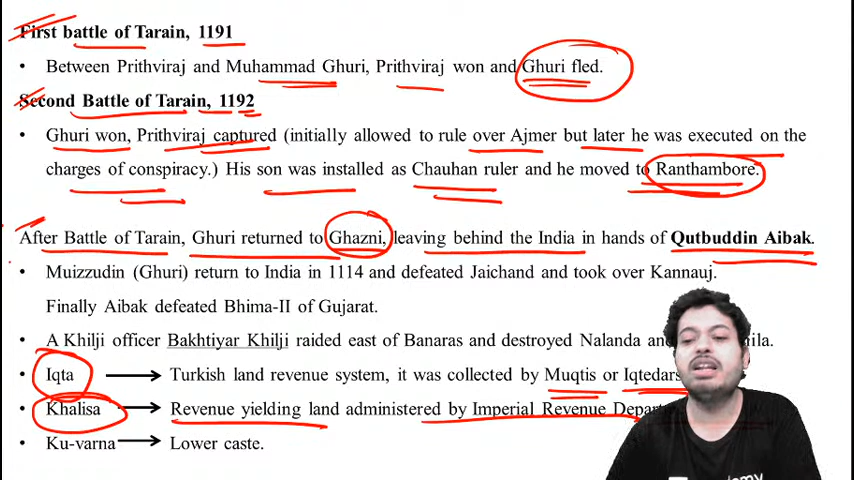 First battle of Tarain, 1191
• Between Prithviraj and Muhammad Ghuri, Prithviraj won and Ghuri fled.
Second Battle of Tarain, 1192
• Ghuri won, Prithviraj captured (initially allowed to rule over Ajmer but later he was executed on the
charges of conspiracy.) His son was installed as Chauhan ruler and he moved to Ranthambore.
After Battle of Tarain, Ghuri returned to Ghazni, leaving behind the India in hands of Qutbuddin Aibak.
• Muizzudin (Ghuri) return to India in 1114 and defeated Jaichand and took over Kannauj.
Finally Aibak defeated Bhima-II of Gujarat.
• A Khilji officer Bakhtiyar Khilji raided east of Banaras and destroyed Nalanda
• Iqta → Turkish land revenue system, it was collected by Muqtis or Iqtedars
• Khalisa → Revenue yielding land administered by Imperial Revenue
• Ku-varna → Lower caste.